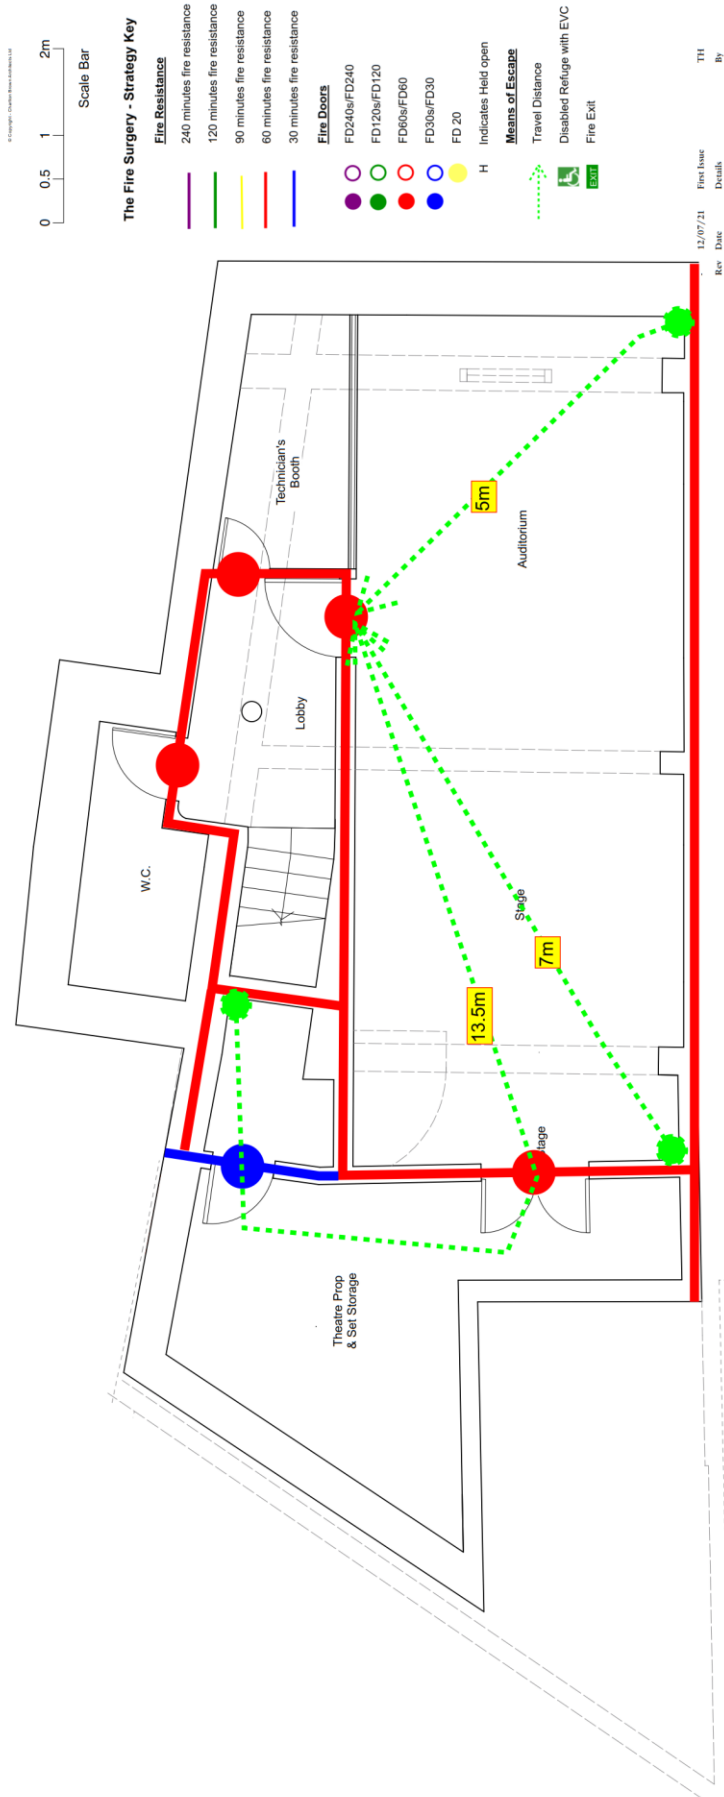 © Copyright - Charlton Brown Architects Ltd
0 0.5 1 2m
Scale Bar
The Fire Surgery - Strategy Key
Fire Resistance
240 minutes fire resistance
120 minutes fire resistance
90 minutes fire resistance
60 minutes fire resistance
30 minutes fire resistance
Fire Doors
FD240s/FD240
FD120s/FD120
FD60s/FD60
FD30s/FD30
FD 20
H Indicates Held open
Means of Escape
Travel Distance
Disabled Refuge with EVC
EXIT Fire Exit
12/07/21 First Issue TH
Rev Date Details By
W.C.
Lobby
Technician's
Booth
Theatre Prop
& Set Storage
Stage
tage
Auditorium
13.5m
7m
5m